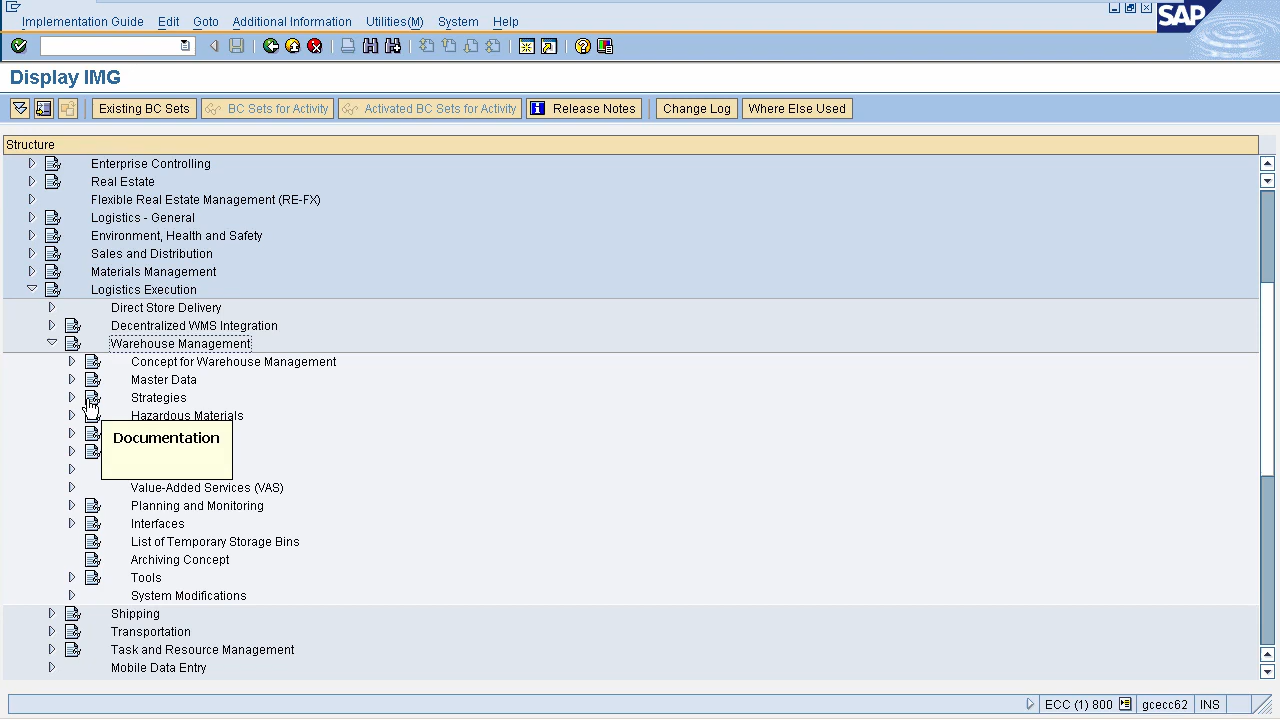 Implementation Guide Edit Goto Additional Information Utilities(M) System Help
SAP
Display IMG
Existing BC Sets BC Sets for Activity Activated BC Sets for Activity Release Notes Change Log Where Else Used
Structure
Enterprise Controlling
Real Estate
Flexible Real Estate Management (RE-FX)
Logistics - General
Environment, Health and Safety
Sales and Distribution
Materials Management
Logistics Execution
Direct Store Delivery
Decentralized WMS Integration
Warehouse Management
Concept for Warehouse Management
Master Data
Strategies
Hazardous Materials
Documentation
Value-Added Services (VAS)
Planning and Monitoring
Interfaces
List of Temporary Storage Bins
Archiving Concept
Tools
System Modifications
Shipping
Transportation
Task and Resource Management
Mobile Data Entry
ECC (1) 800 gcecc62 INS